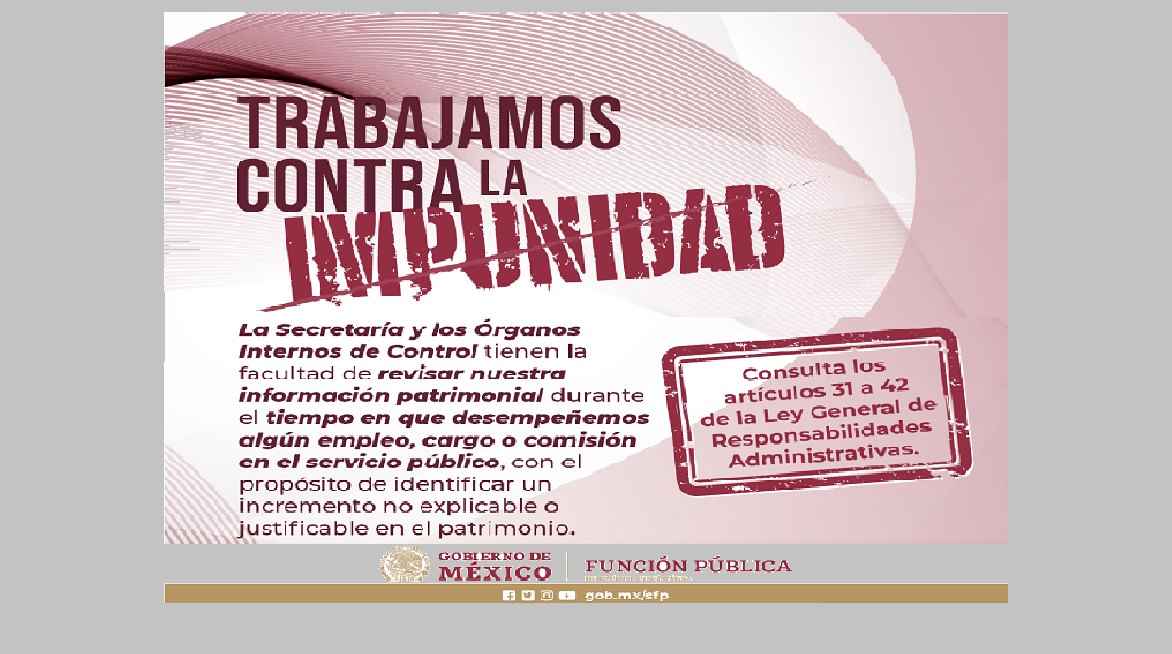 TRABAJAMOS
CONTRA LA
IMPUNIDAD
La Secretaría y los Órganos
Internos de Control tienen la
facultad de revisar nuestra
información patrimonial durante
el tiempo en que desempeñemos
algún empleo, cargo o comisión
en el servicio público, con el
propósito de identificar un
incremento no explicable o
justificable en el patrimonio.
Consulta los
artículos 31 a 42
de la Ley General de
Responsabilidades
Administrativas.
GOBIERNO DE
MÉXICO
FUNCIÓN PÚBLICA
gob.mx/sfp